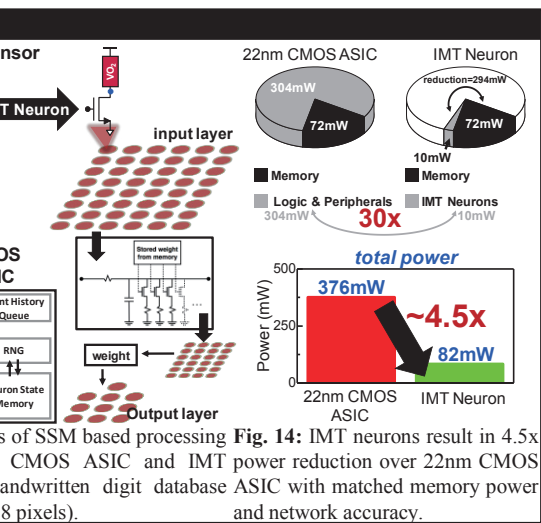 nsor
VO2
T Neuron
input layer
Stored weight
from memory
...
OS
IC
nt History
Queue
RNG
uron State
Memory
weight
Output layer
22nm CMOS ASIC
IMT Neuron
304mW
72mW
reduction=294mW
72mW
10mW
Memory
Memory
Logic & Peripherals
IMT Neurons
304mW
30x
10mW
total power
Power (mW)
500
250
0
376mW
~4.5x
82mW
22nm CMOS
ASIC
IMT Neuron
s of SSM based processing
CMOS ASIC and IMT
andwritten digit database
8 pixels).
Fig. 14: IMT neurons result in 4.5x
power reduction over 22nm CMOS
ASIC with matched memory power
and network accuracy.